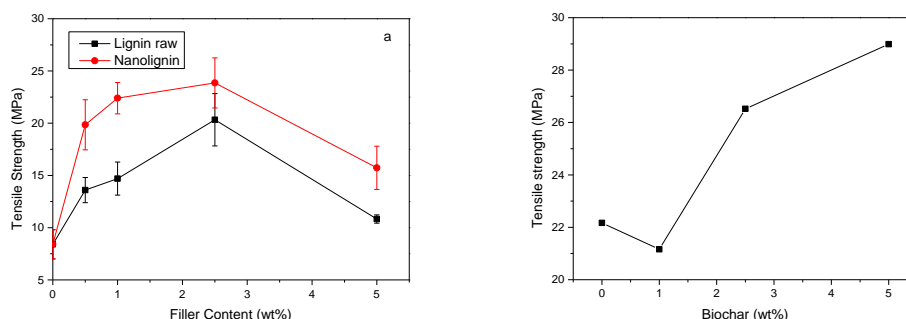 30
25
20
15
10
5
Tensile Strength (MPa)
Lignin raw
Nanolignin
a
0 1 2 3 4 5
Filler Content (wt%)
30
28
26
24
22
20
Tensile strength (MPa)
0 1 2 3 4 5
Biochar (wt%)